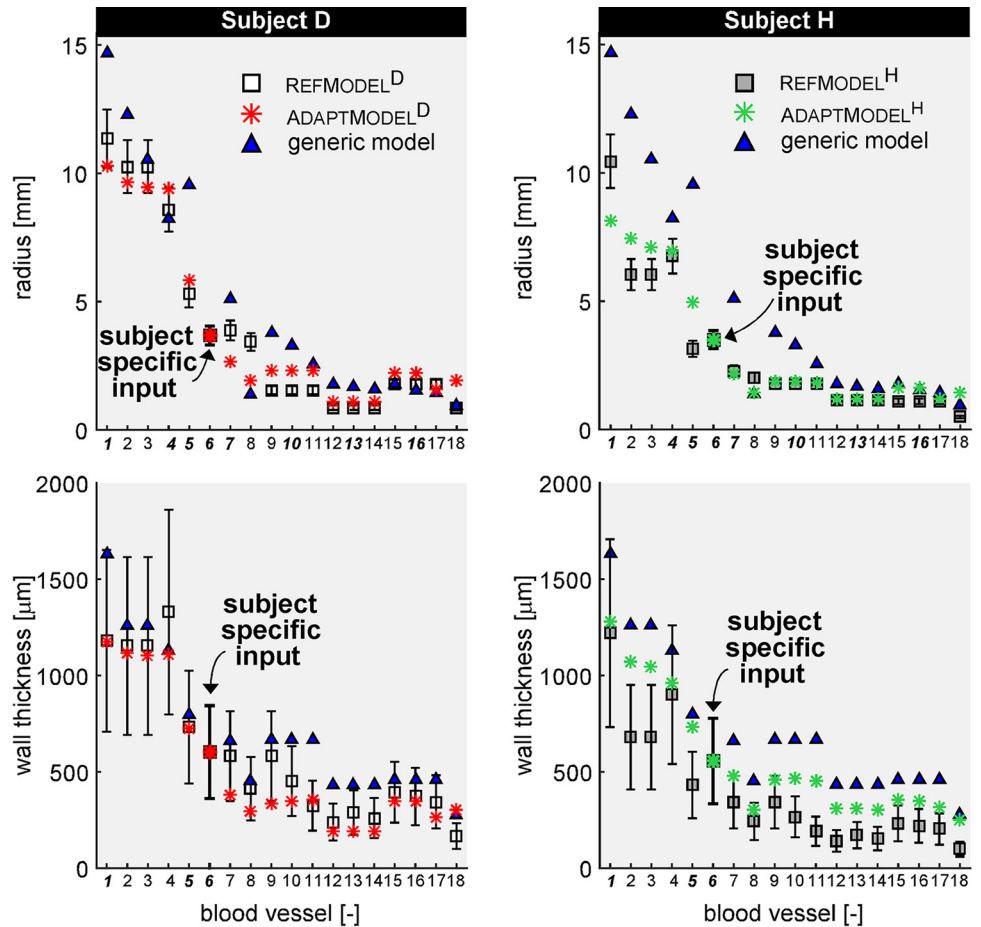 Subject D
Subject H
15
10
5
0
radius [mm]
REFMODEL^D
ADAPTMODEL^D
generic model
subject
specific
input
1 2 3 4 5 6 7 8 9 10 11 12 13 14 15 16 17 18
15
10
5
0
radius [mm]
REFMODEL^H
ADAPTMODEL^H
generic model
subject
specific
input
1 2 3 4 5 6 7 8 9 10 11 12 13 14 15 16 17 18
2000
1500
1000
500
0
wall thickness [μm]
subject
specific
input
1 2 3 4 5 6 7 8 9 10 11 12 13 14 15 16 17 18
blood vessel [-]
2000
1500
1000
500
0
wall thickness [μm]
subject
specific
input
1 2 3 4 5 6 7 8 9 10 11 12 13 14 15 16 17 18
blood vessel [-]